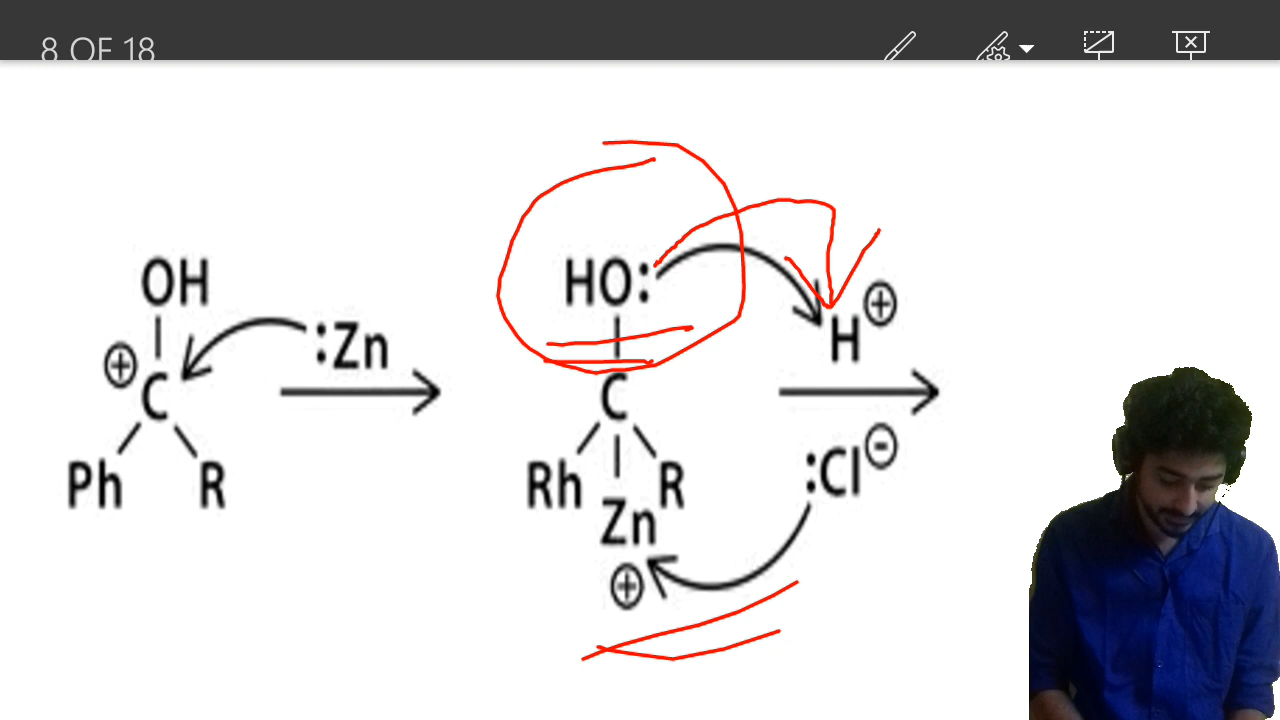 8 OF 18
OH
⊕
:Zn
C
Ph R
HO:
H⊕
C
Rh R
:Cl⊖
Zn
⊕